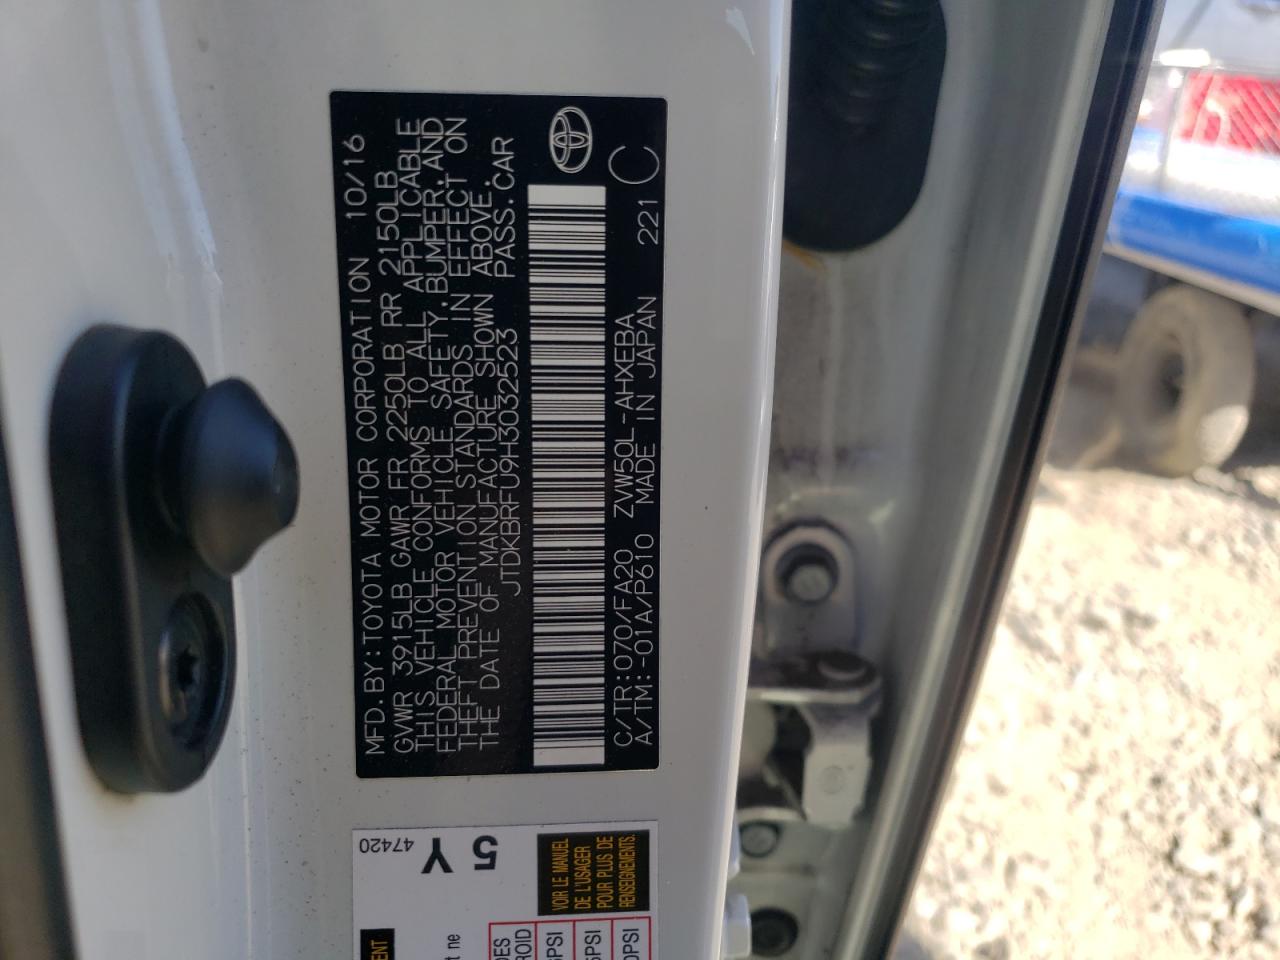 MFD.BY:TOYOTA MOTOR CORPORATION 10/16
GVWR 3915LB GAWR FR 2250LB RR 2150LB
THIS VEHICLE CONFORMS TO ALL APPLICABLE
FEDERAL MOTOR VEHICLE SAFETY,BUMPER,AND
THEFT PREVENTION STANDARDS IN EFFECT ON
THE DATE OF MANUFACTURE SHOWN ABOVE.
JTDKBRFU9H3032523 PASS.CAR
C/TR:070/FA20 ZVW50L-AHXEBA 221
A/TM:-01A/P610 MADE IN JAPAN
C
47420
5 Y
VOIR LE MANUEL
DE L'USAGER
POUR PLUS DE
RENSEIGNEMENTS.